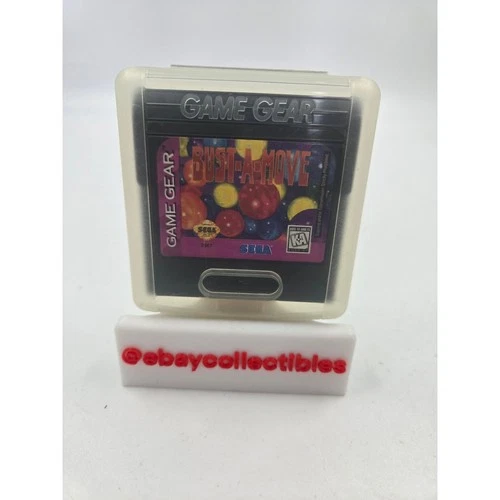 GAME GEAR
GAME GEAR
BUST-A-MOVE
SEGA
SEGA
K-A
@ebaycollectibles